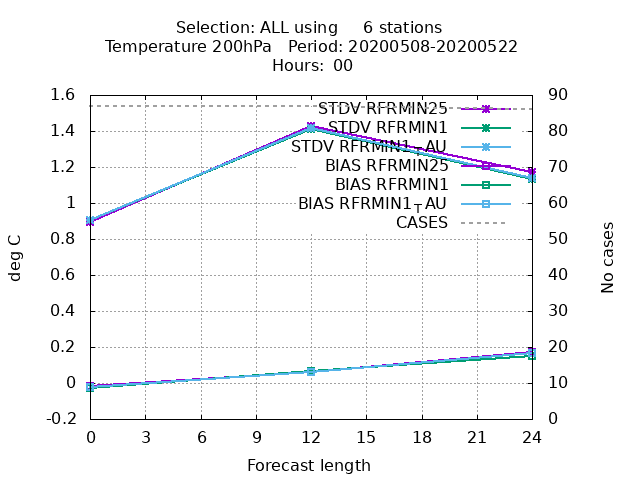 Selection: ALL using     6 stations
Temperature 200hPa   Period: 20200508-20200522
Hours:  00
1.6
1.4
1.2
1
0.8
0.6
0.4
0.2
0
-0.2
90
80
70
60
50
40
30
20
10
0
deg C
No cases
STDV RFRMIN25
STDV RFRMIN1
STDV RFRMIN1_AU
BIAS RFRMIN25
BIAS RFRMIN1
BIAS RFRMIN1_AU
CASES
0 3 6 9 12 15 18 21 24
Forecast length